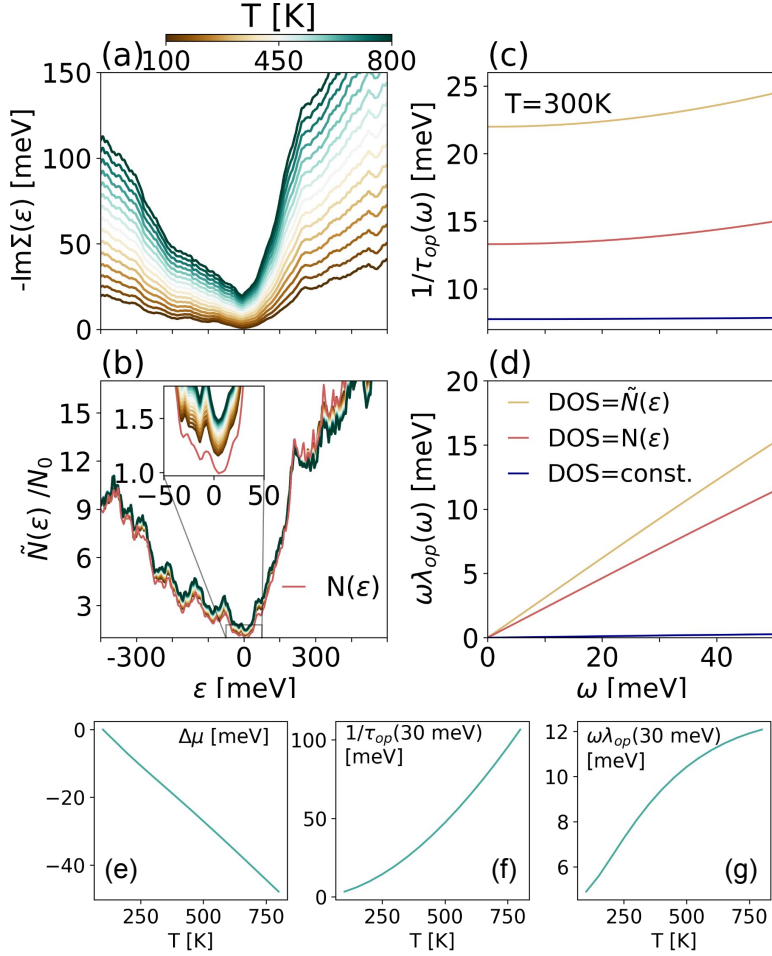 T [K]
100 450 800
(a)
150
100
50
0
-ImΣ(ε) [meV]
(c)
T=300K
25
20
15
10
1/τop(ω) [meV]
(b)
15
12
9
6
3
Ñ(ε) /N0
1.5
1.0
−50 0 50
N(ε)
-300 0 300
ε [meV]
(d)
20
15
10
5
0
ωλop(ω) [meV]
DOS=Ñ(ε)
DOS=N(ε)
DOS=const.
0 20 40
ω [meV]
0
−20
−40
Δμ [meV]
(e)
250 500 750
T [K]
100
50
0
1/τop(30 meV)
[meV]
(f)
250 500 750
T [K]
12
10
8
6
ωλop(30 meV)
[meV]
(g)
250 500 750
T [K]